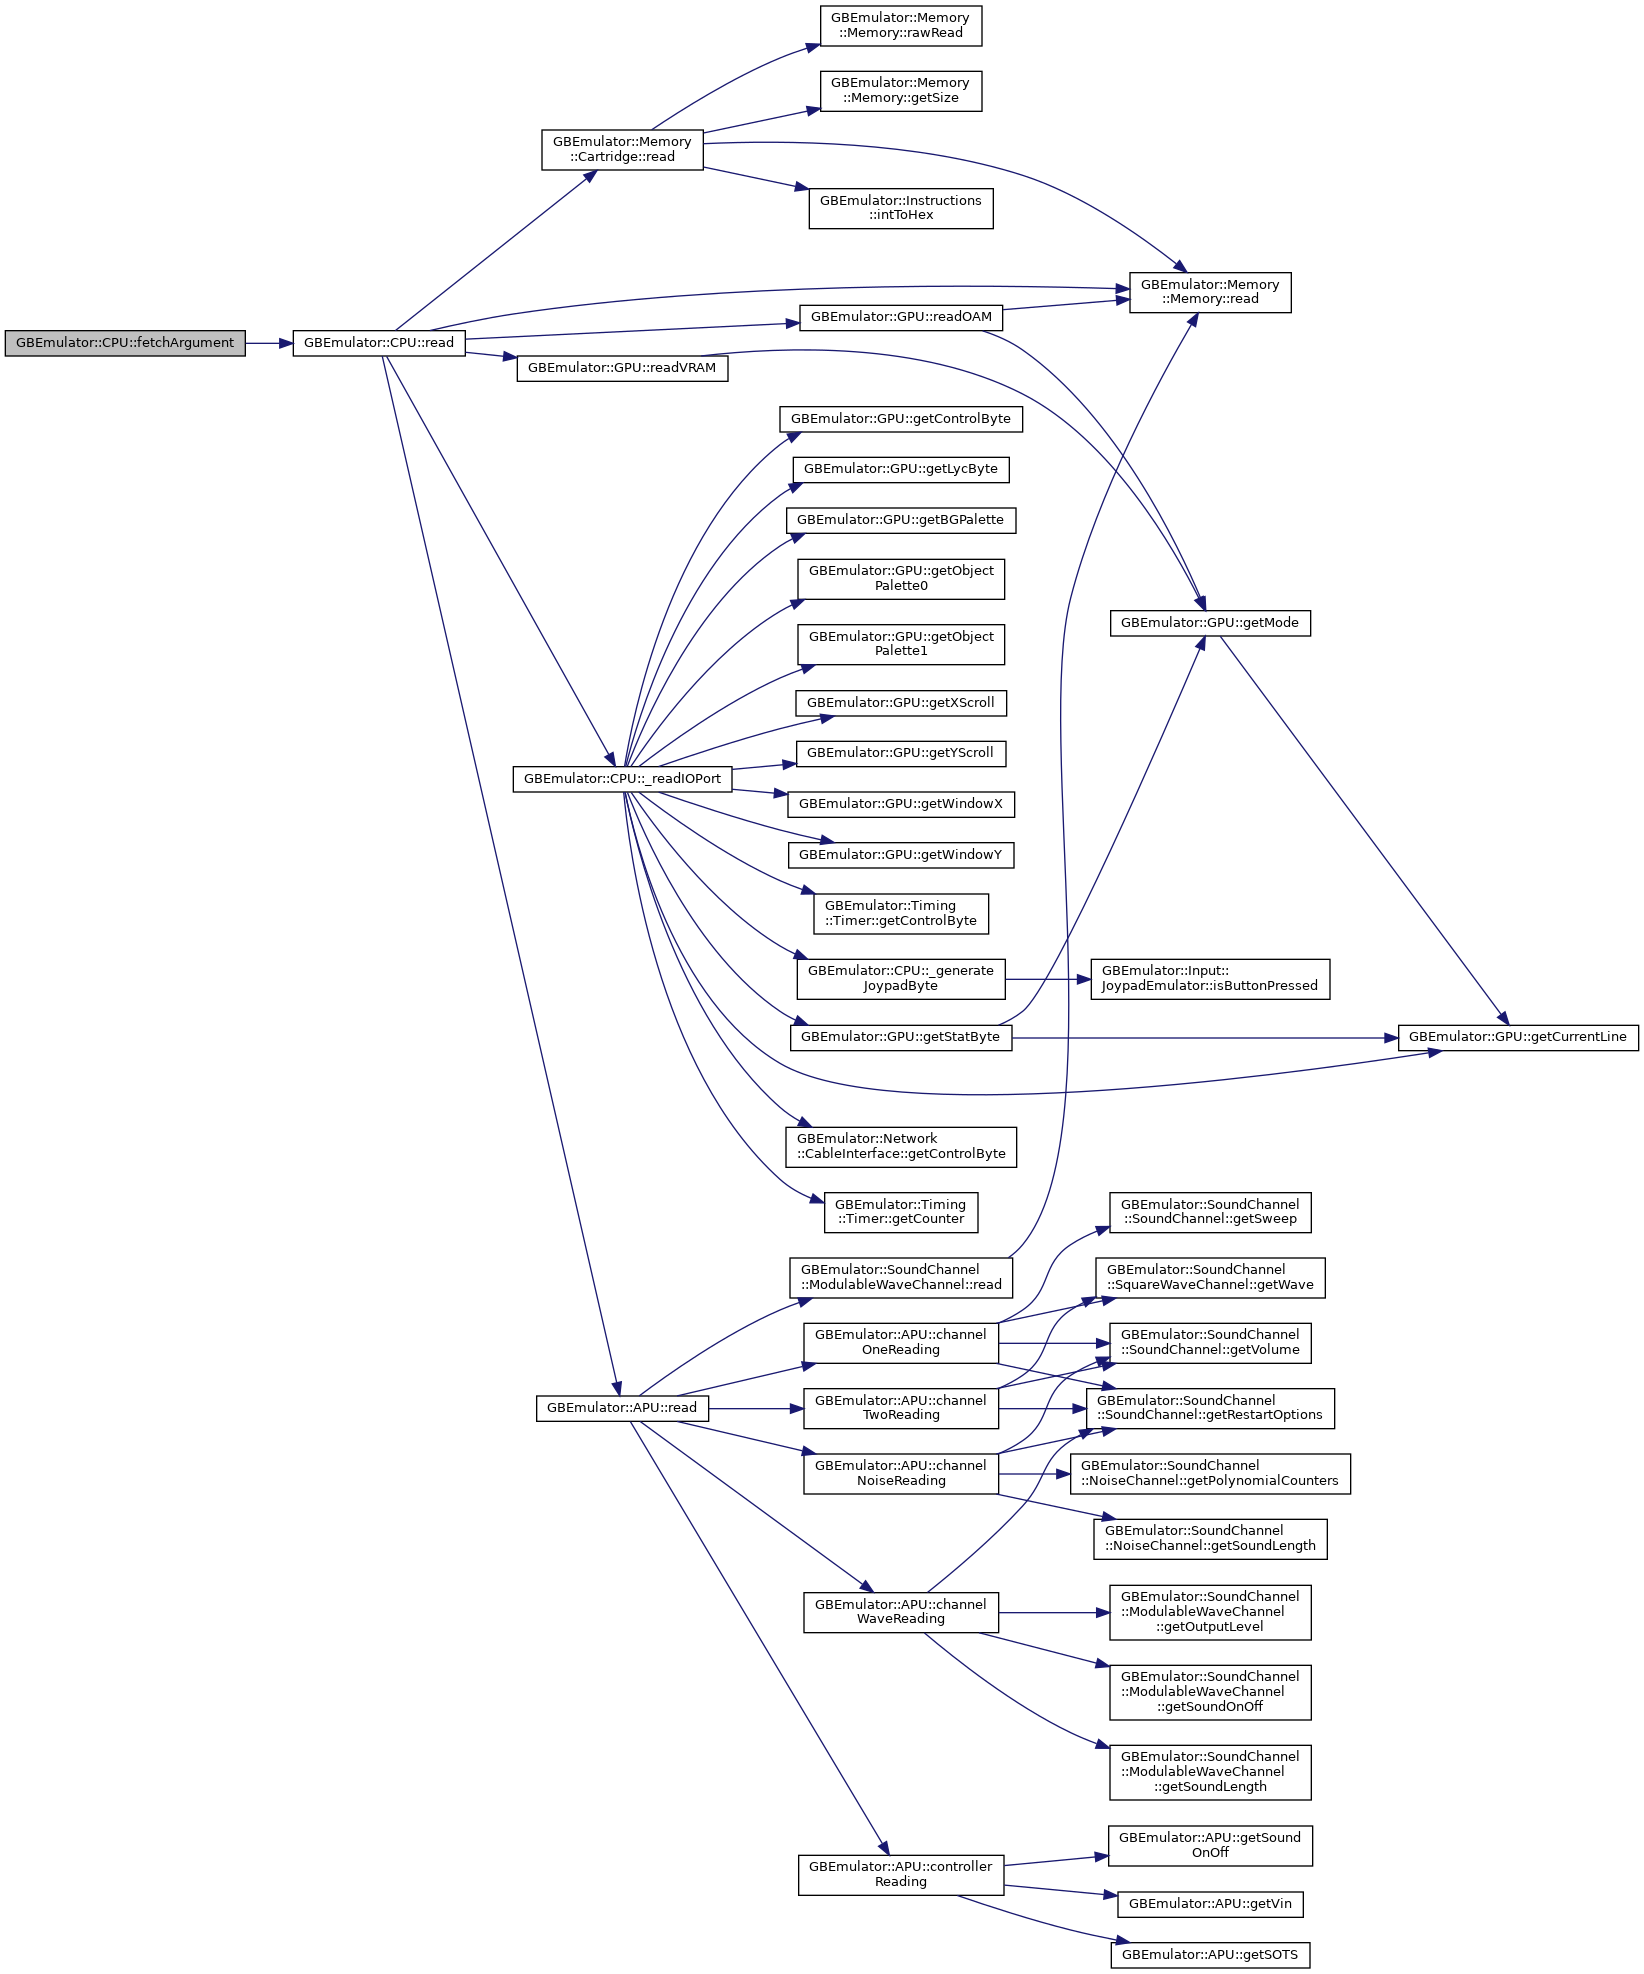 GBEmulator::Memory
::Memory::rawRead
GBEmulator::Memory
::Memory::getSize
GBEmulator::Memory
::Cartridge::read
GBEmulator::Instructions
::intToHex
GBEmulator::Memory
::Memory::read
GBEmulator::GPU::readOAM
GBEmulator::CPU::fetchArgument
GBEmulator::CPU::read
GBEmulator::GPU::readVRAM
GBEmulator::GPU::getControlByte
GBEmulator::GPU::getLycByte
GBEmulator::GPU::getBGPalette
GBEmulator::GPU::getObject
Palette0
GBEmulator::GPU::getMode
GBEmulator::GPU::getObject
Palette1
GBEmulator::GPU::getXScroll
GBEmulator::GPU::getYScroll
GBEmulator::CPU::_readIOPort
GBEmulator::GPU::getWindowX
GBEmulator::GPU::getWindowY
GBEmulator::Timing
::Timer::getControlByte
GBEmulator::CPU::_generate
JoypadByte
GBEmulator::Input::
JoypadEmulator::isButtonPressed
GBEmulator::GPU::getStatByte
GBEmulator::GPU::getCurrentLine
GBEmulator::Network
::CableInterface::getControlByte
GBEmulator::Timing
::Timer::getCounter
GBEmulator::SoundChannel
::SoundChannel::getSweep
GBEmulator::SoundChannel
::ModulableWaveChannel::read
GBEmulator::SoundChannel
::SquareWaveChannel::getWave
GBEmulator::APU::channel
OneReading
GBEmulator::SoundChannel
::SoundChannel::getVolume
GBEmulator::APU::read
GBEmulator::APU::channel
TwoReading
GBEmulator::SoundChannel
::SoundChannel::getRestartOptions
GBEmulator::APU::channel
NoiseReading
GBEmulator::SoundChannel
::NoiseChannel::getPolynomialCounters
GBEmulator::SoundChannel
::NoiseChannel::getSoundLength
GBEmulator::APU::channel
WaveReading
GBEmulator::SoundChannel
::ModulableWaveChannel
::getOutputLevel
GBEmulator::SoundChannel
::ModulableWaveChannel
::getSoundOnOff
GBEmulator::SoundChannel
::ModulableWaveChannel
::getSoundLength
GBEmulator::APU::getSound
OnOff
GBEmulator::APU::controller
Reading
GBEmulator::APU::getVin
GBEmulator::APU::getSOTS